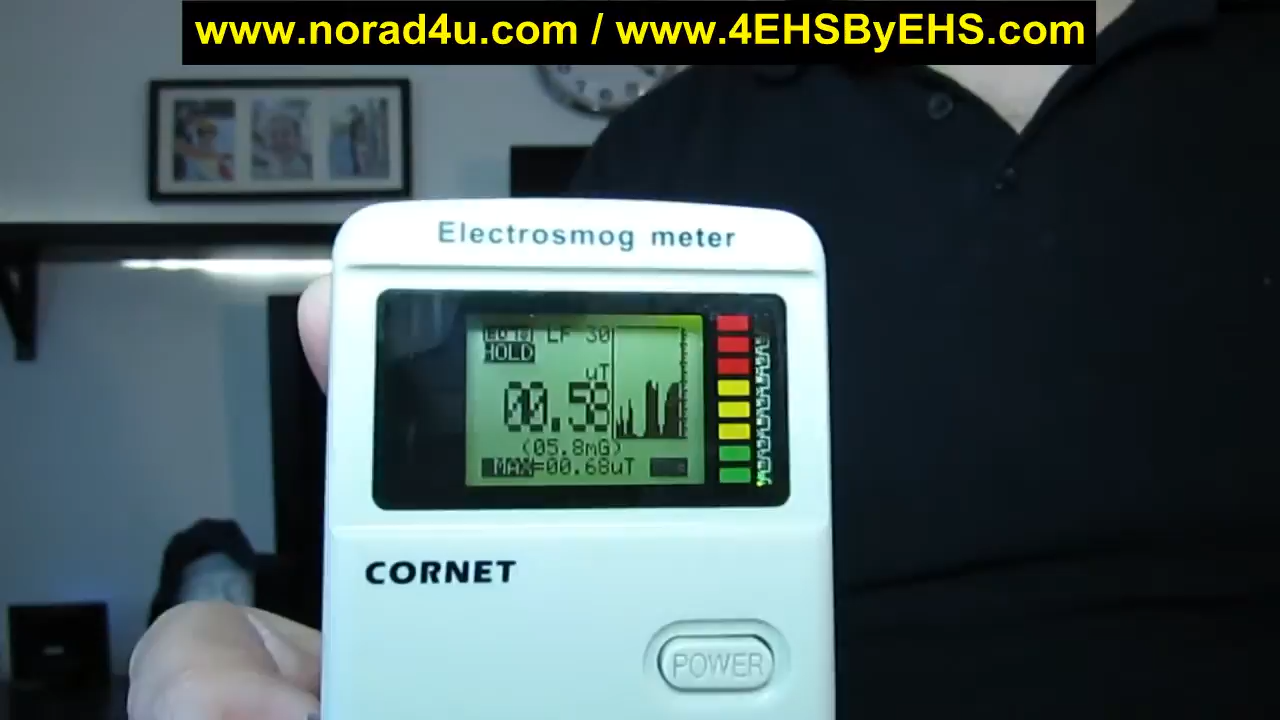 www.norad4u.com / www.4EHSByEHS.com
Electrosmog meter
LF 30
HOLD
uT
00.58
(05.8mG)
MAX=00.68uT
CORNET
POWER